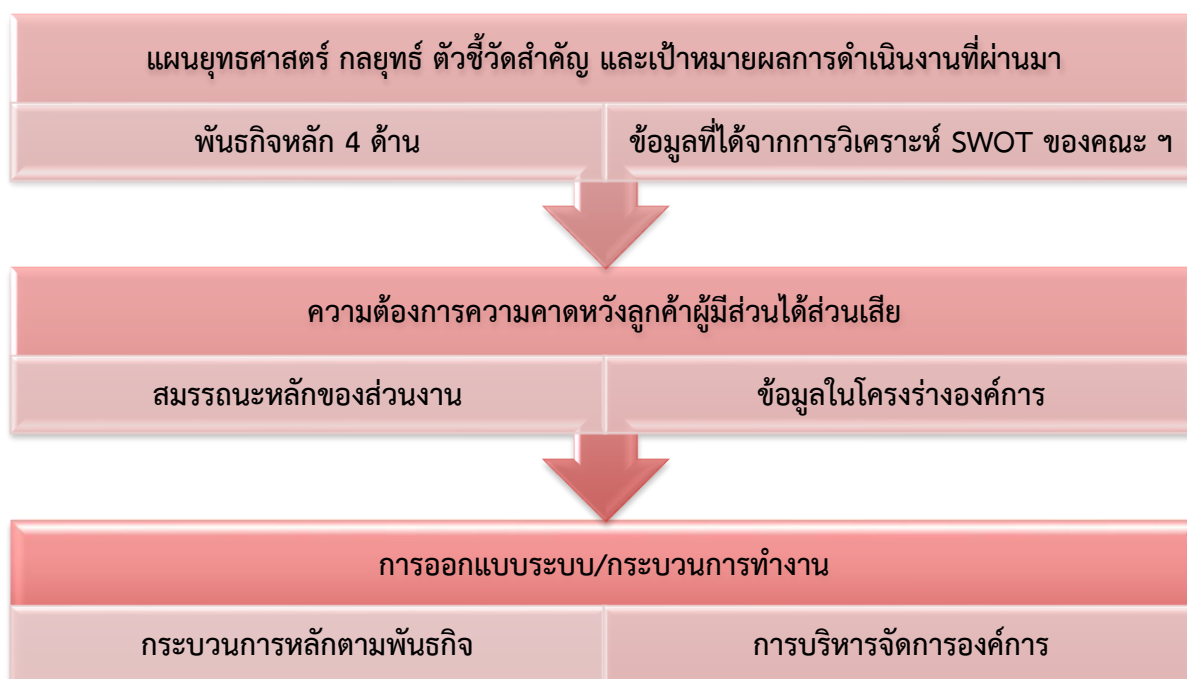 แผนยุทธศาสตร์ กลยุทธ์ ตัวชี้วัดสำคัญ และเป้าหมายผลการดำเนินงานที่ผ่านมา
พันธกิจหลัก 4 ด้าน
ข้อมูลที่ได้จากการวิเคราะห์ SWOT ของคณะ ฯ
ความต้องการความคาดหวังลูกค้าผู้มีส่วนได้ส่วนเสีย
สมรรถนะหลักของส่วนงาน
ข้อมูลในโครงร่างองค์การ
การออกแบบระบบ/กระบวนการทำงาน
กระบวนการหลักตามพันธกิจ
การบริหารจัดการองค์การ